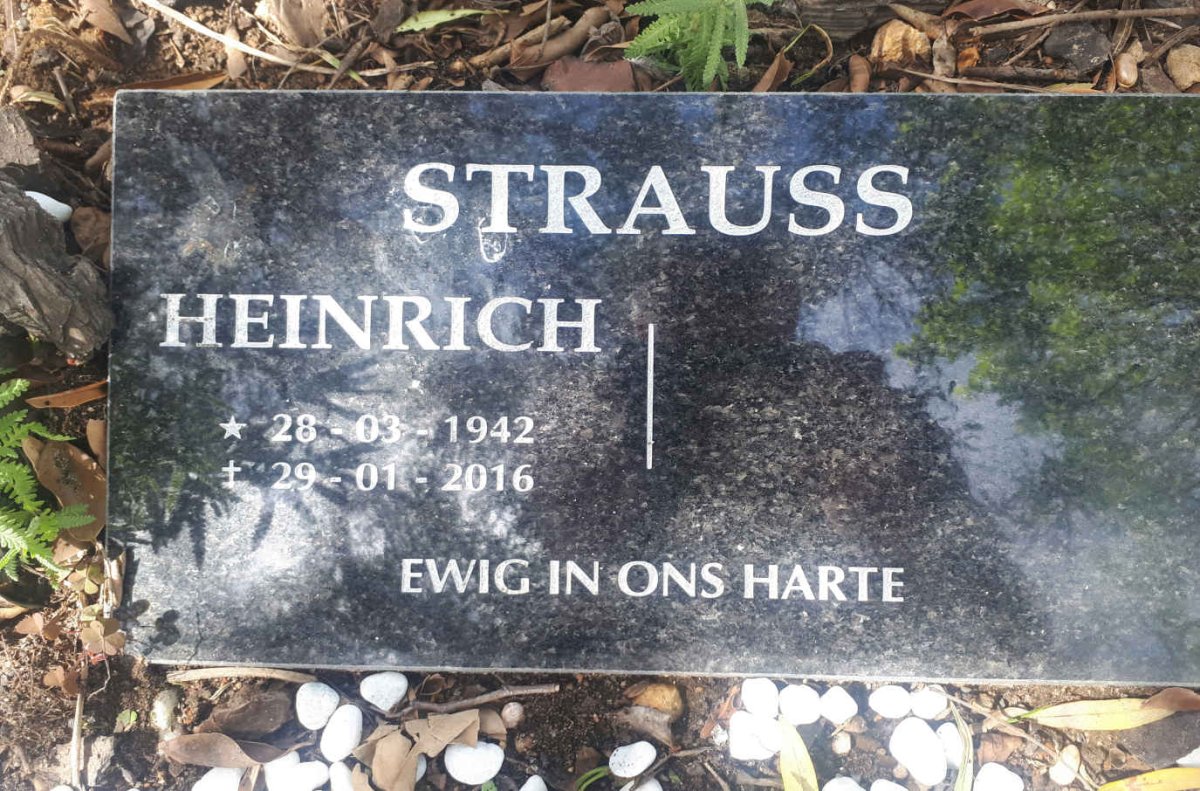 STRAUSS
HEINRICH
★ 28 - 03 - 1942
✝ 29 - 01 - 2016
EWIG IN ONS HARTE